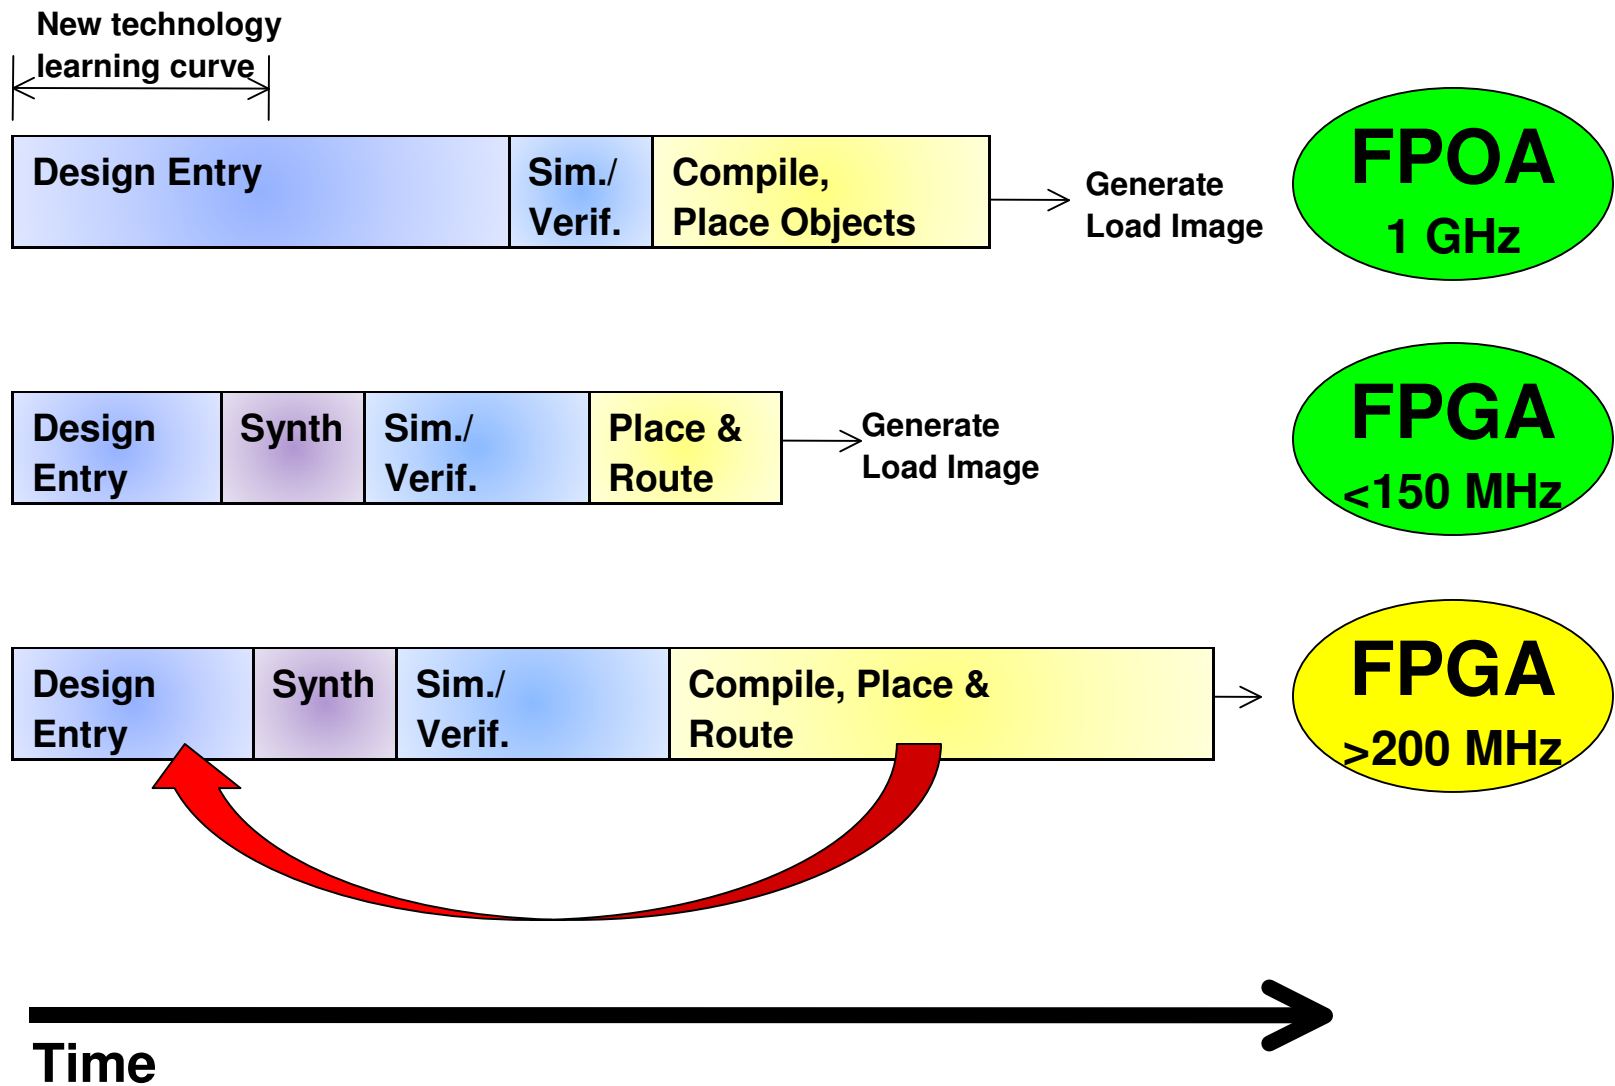 New technology
learning curve
Design Entry
Sim./
Verif.
Compile,
Place Objects
Generate
Load Image
FPOA
1 GHz
Design
Entry
Synth
Sim./
Verif.
Place &
Route
Generate
Load Image
FPGA
<150 MHz
Design
Entry
Synth
Sim./
Verif.
Compile, Place &
Route
FPGA
>200 MHz
Time